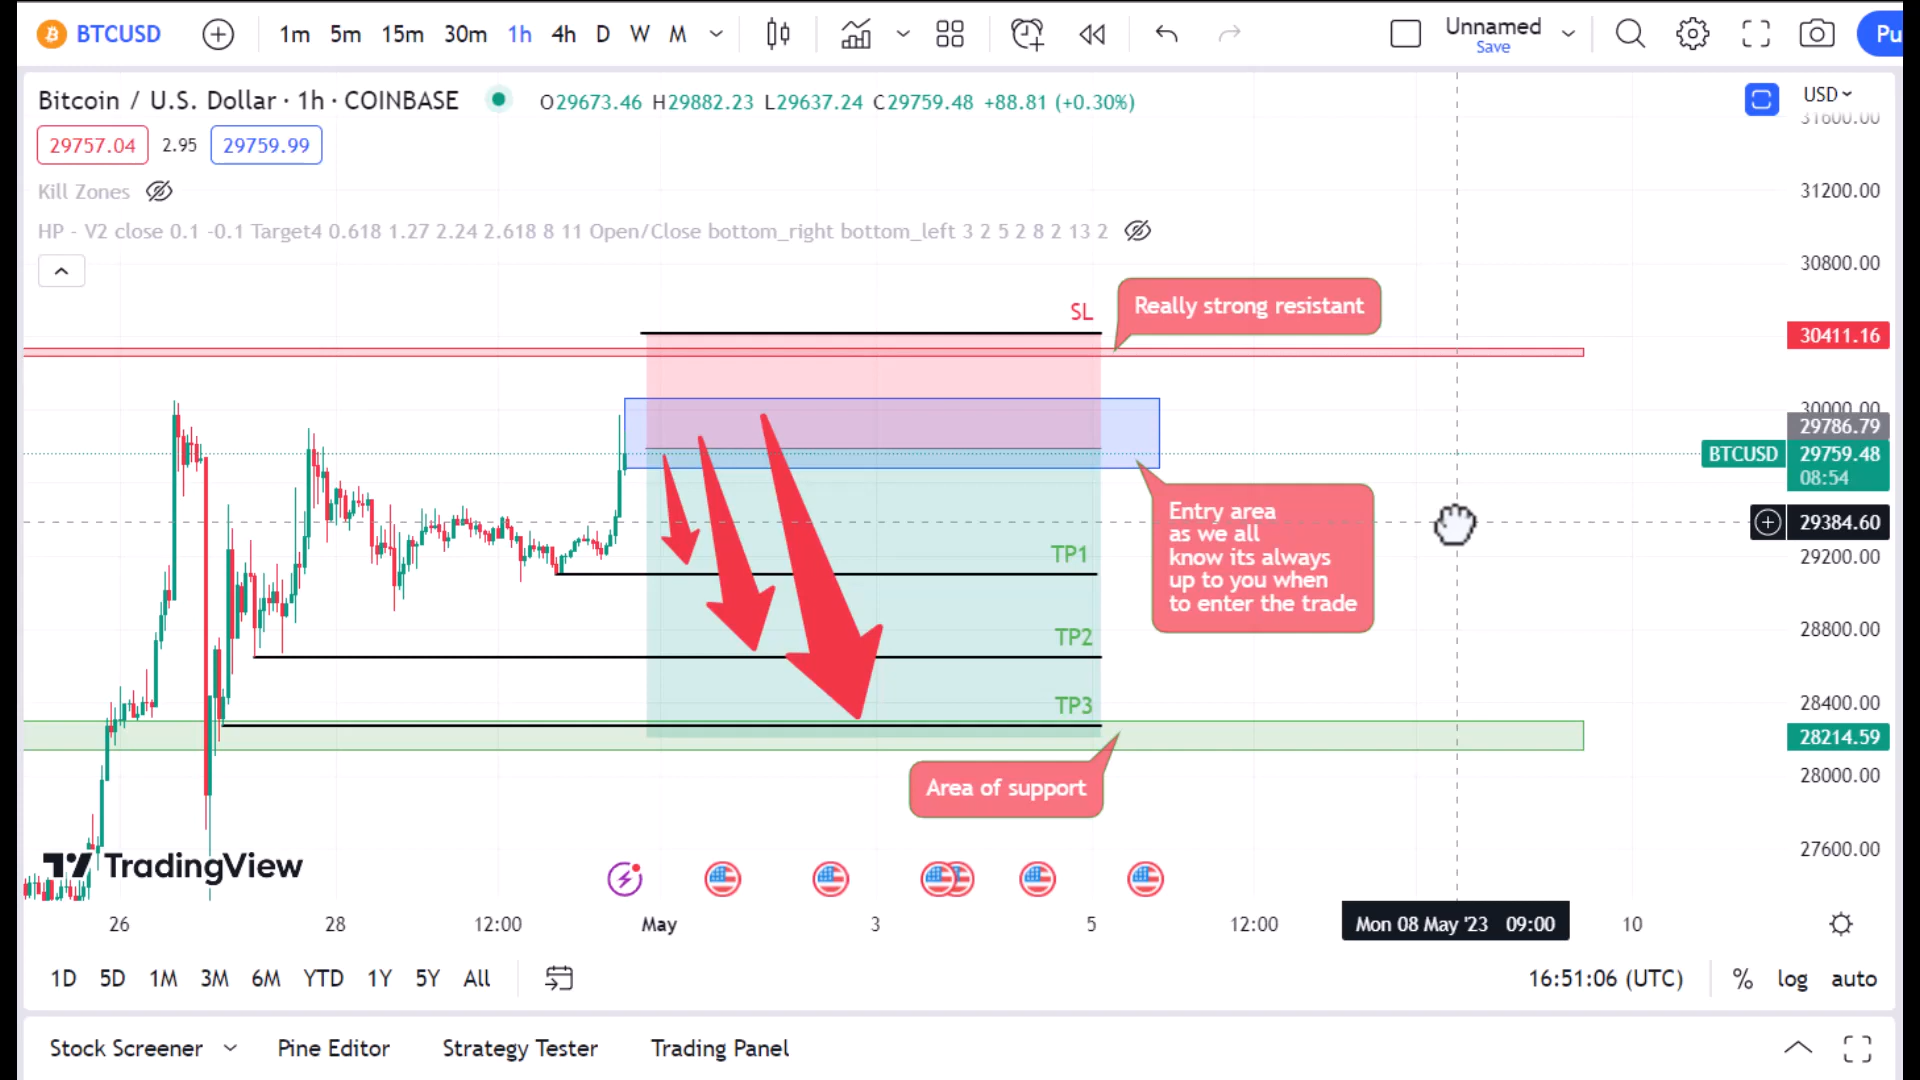 BTCUSD 1m 5m 15m 30m 1h 4h D W M Unnamed Pu
Save
Bitcoin / U.S. Dollar · 1h · COINBASE O29673.46 H29882.23 L29637.24 C29759.48 +88.81 (+0.30%) USD
31600.00
29757.04 2.95 29759.99
Kill Zones
31200.00
HP - V2 close 0.1 -0.1 Target4 0.618 1.27 2.24 2.618 8 11 Open/Close bottom_right bottom_left 3 2 5 2 8 2 13 2
30800.00
SL
Really strong resistant
30411.16
30000.00
29786.79
BTCUSD 29759.48
08:54
Entry area
as we all
know its always
up to you when
to enter the trade
29384.60
TP1
29200.00
TP2
28800.00
TP3
28400.00
28214.59
Area of support
28000.00
27600.00
TradingView
26 28 12:00 May 3 5 12:00 Mon 08 May '23 09:00 10
1D 5D 1M 3M 6M YTD 1Y 5Y All 16:51:06 (UTC) % log auto
Stock Screener Pine Editor Strategy Tester Trading Panel